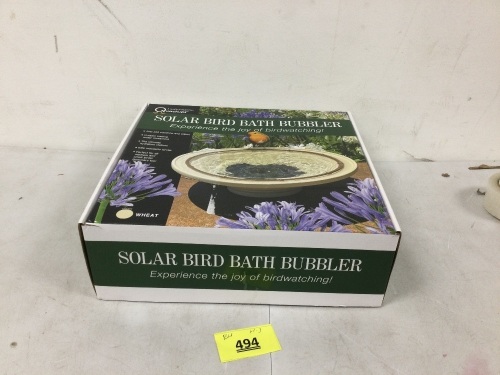 SOLAR BIRD BATH BUBBLER
Experience the joy of birdwatching!
WHEAT
SOLAR BIRD BATH BUBBLER
Experience the joy of birdwatching!
494